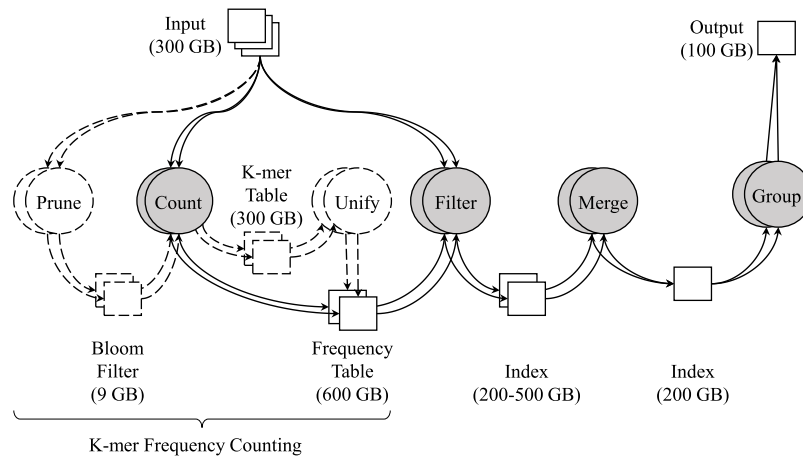 Input
(300 GB)
Output
(100 GB)
Prune
Count
K-mer
Table
(300 GB)
Unify
Filter
Merge
Group
Bloom
Filter
(9 GB)
Frequency
Table
(600 GB)
Index
(200-500 GB)
Index
(200 GB)
K-mer Frequency Counting